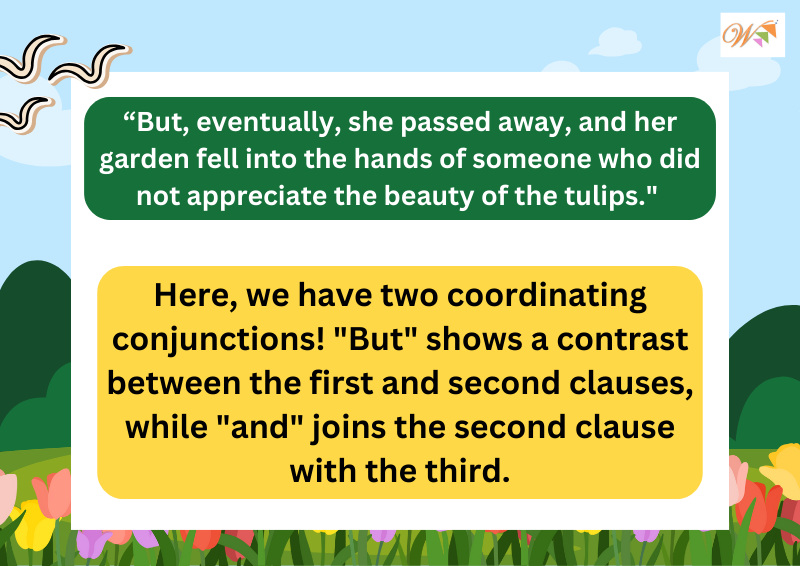 W
“But, eventually, she passed away, and her
garden fell into the hands of someone who did
not appreciate the beauty of the tulips."
Here, we have two coordinating
conjunctions! "But" shows a contrast
between the first and second clauses,
while "and" joins the second clause
with the third.